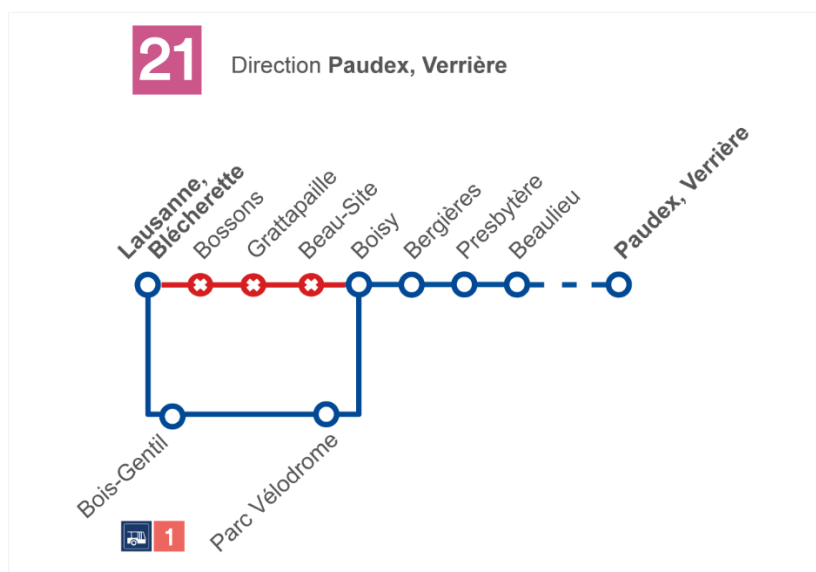 21
Direction Paudex, Verrière
Lausanne,
Blécherette
Bossons
Grattapaille
Beau-Site
Boisy
Bergières
Presbytère
Beaulieu
Paudex, Verrière
Bois-Gentil
Parc Vélodrome
1